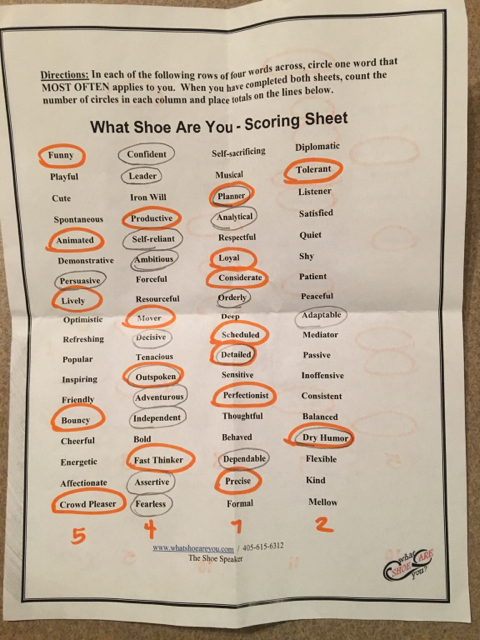 Directions: In each of the following rows of four words across, circle one word that
MOST OFTEN applies to you. When you have completed both sheets, count the
number of circles in each column and place totals on the lines below.
What Shoe Are You - Scoring Sheet
Funny Confident Self-sacrificing Diplomatic
Playful Leader Musical Tolerant
Cute Iron Will Planner Listener
Spontaneous Productive Analytical Satisfied
Animated Self-reliant Respectful Quiet
Demonstrative Ambitious Loyal Shy
Persuasive Forceful Considerate Patient
Lively Resourceful Orderly Peaceful
Optimistic Mover Deep Adaptable
Refreshing Decisive Scheduled Mediator
Popular Tenacious Detailed Passive
Inspiring Outspoken Sensitive Inoffensive
Friendly Adventurous Perfectionist Consistent
Bouncy Independent Thoughtful Balanced
Cheerful Bold Behaved Dry Humor
Energetic Fast Thinker Dependable Flexible
Affectionate Assertive Precise Kind
Crowd Pleaser Fearless Formal Mellow
5 4 7 2
www.whatshoeareyou.com / 405-615-6312
The Shoe Speaker
what
SHOE ARE
you?